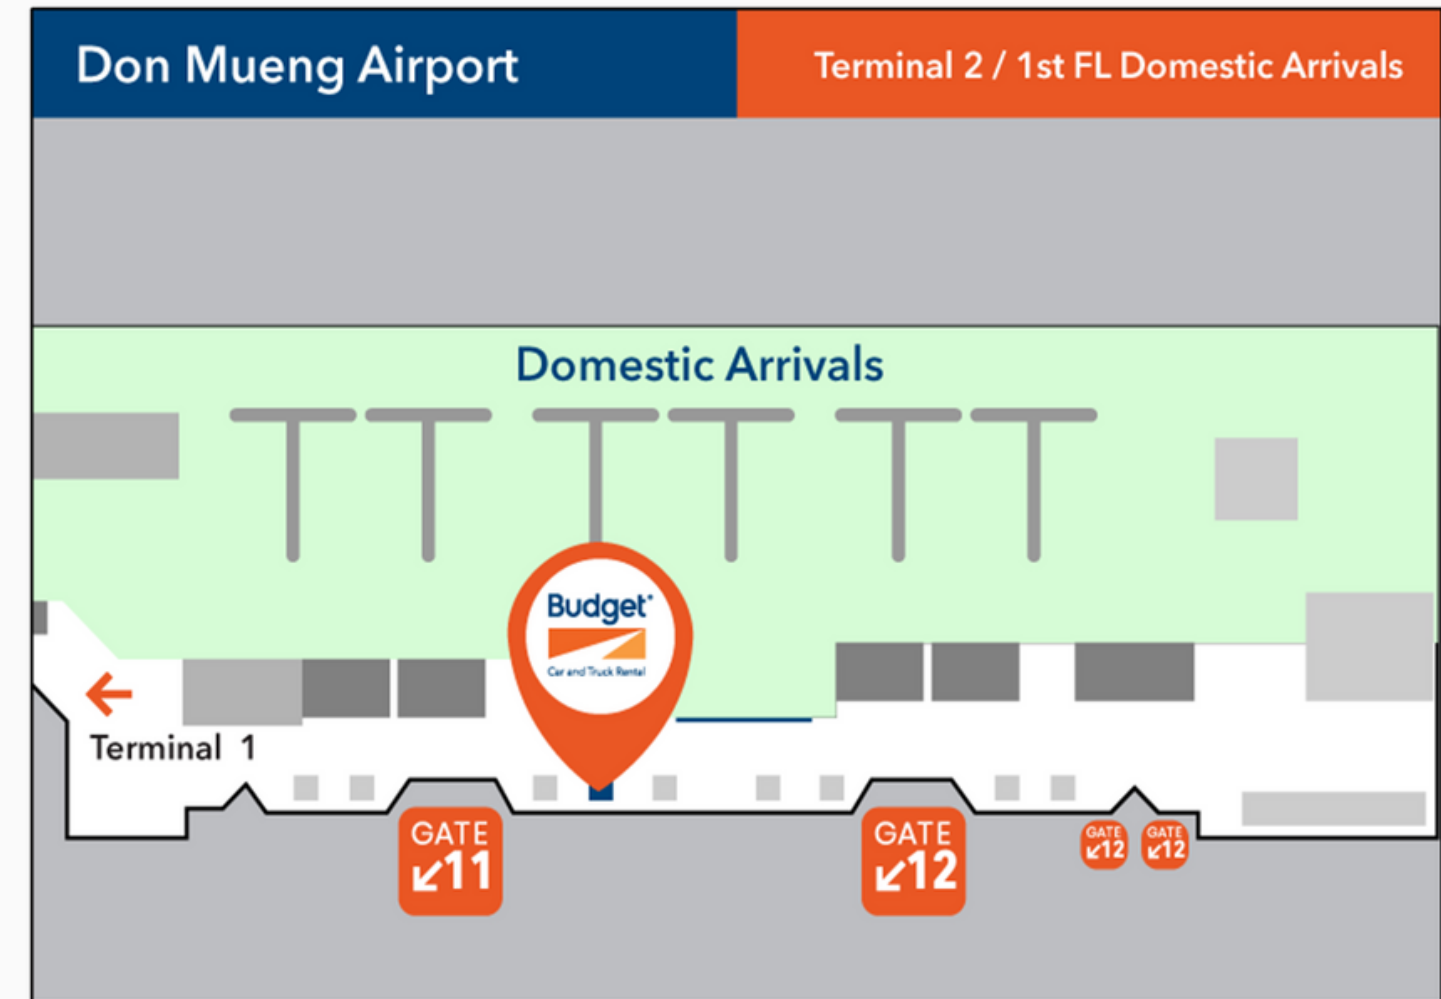 Don Mueng Airport
Terminal 2 / 1st FL Domestic Arrivals
Domestic Arrivals
Budget®
Car and Truck Rental
Terminal 1
GATE
↙11
GATE
↙12
GATE
↙12
GATE
↙12